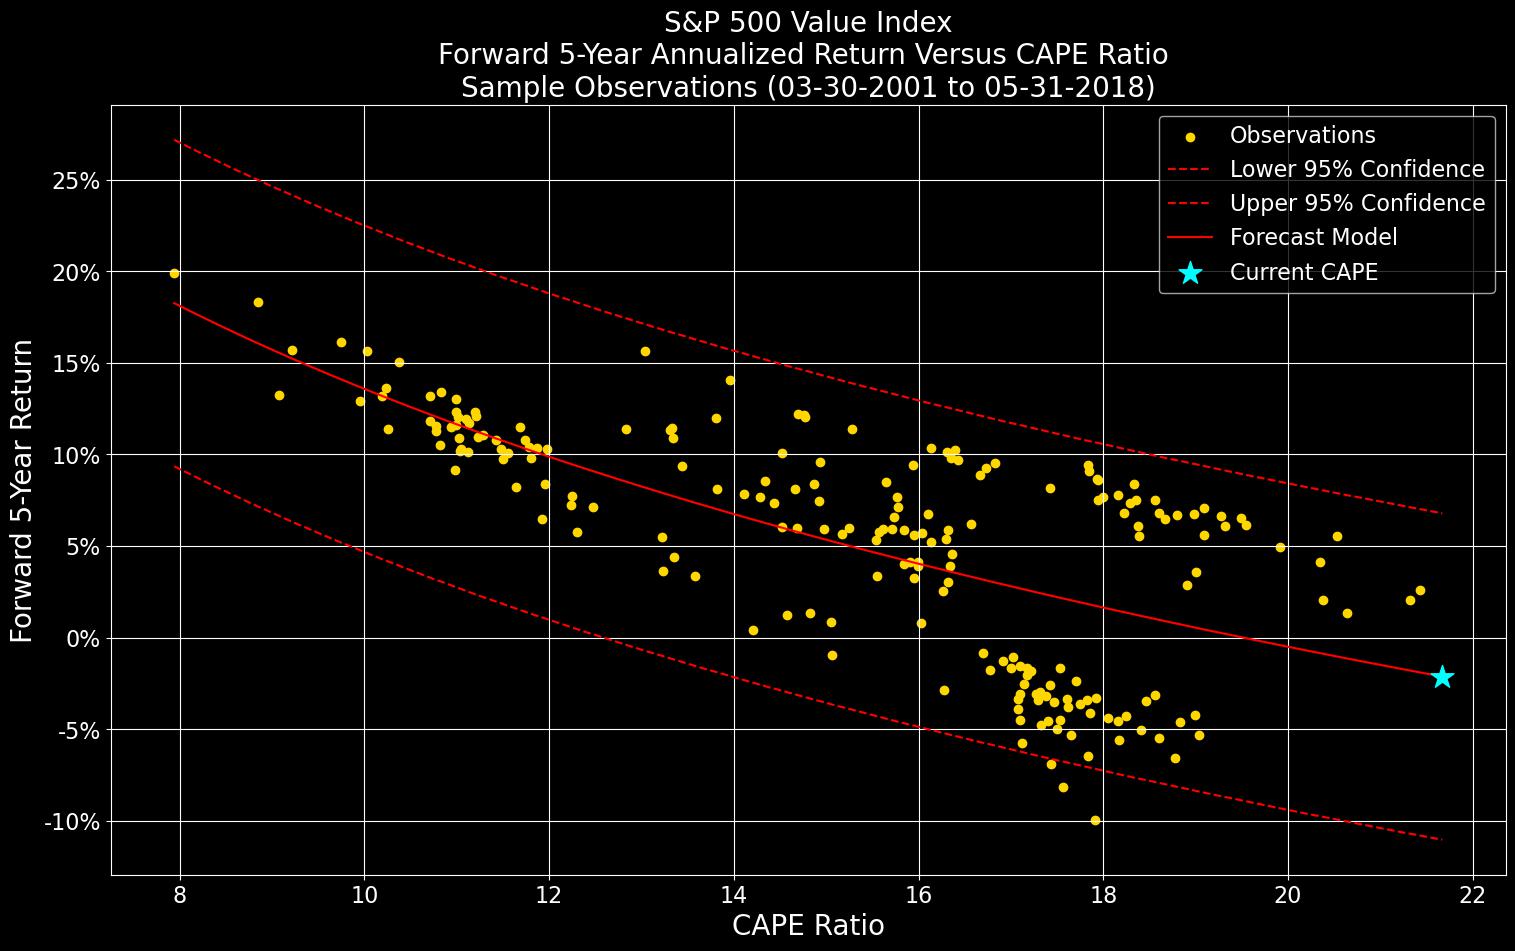 S&P 500 Value Index
Forward 5-Year Annualized Return Versus CAPE Ratio
Sample Observations (03-30-2001 to 05-31-2018)
Observations
Lower 95% Confidence
Upper 95% Confidence
Forecast Model
Current CAPE
Forward 5-Year Return
25%
20%
15%
10%
5%
0%
-5%
-10%
8 10 12 14 16 18 20 22
CAPE Ratio